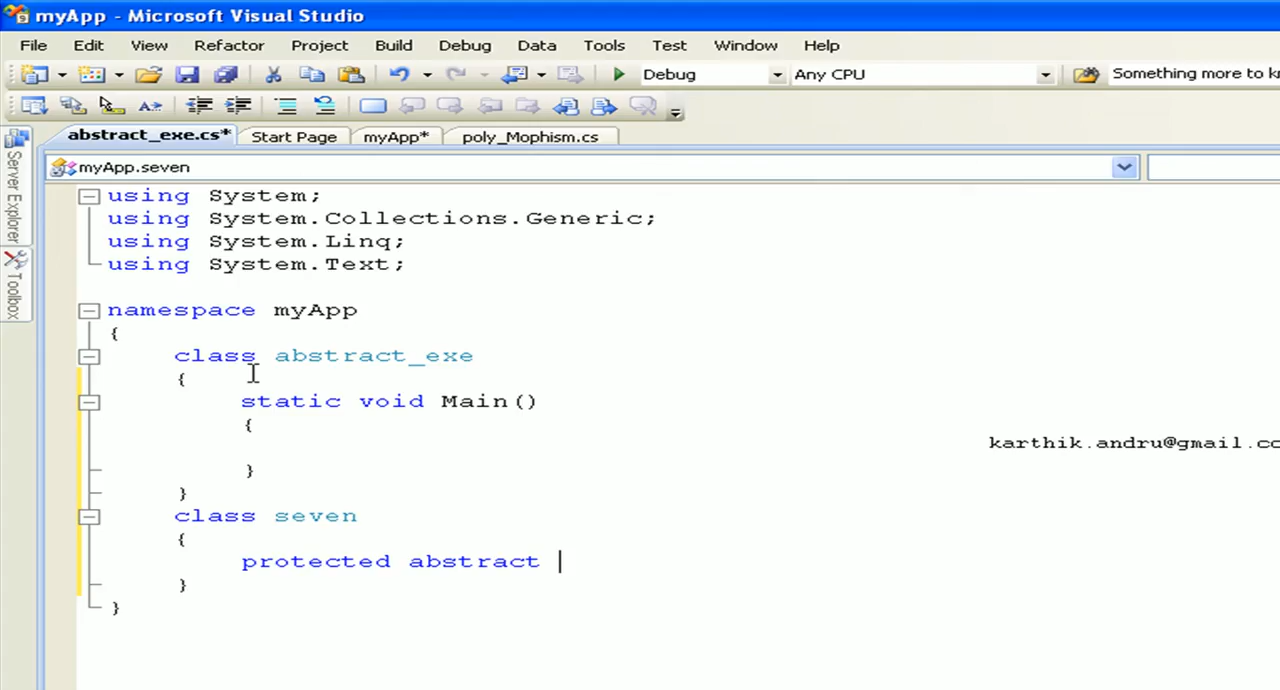 myApp - Microsoft Visual Studio
File Edit View Refactor Project Build Debug Data Tools Test Window Help
Debug Any CPU Something more to
abstract_exe.cs* Start Page myApp* poly_Mophism.cs
Server Explorer
Toolbox
myApp.seven
using System;
using System.Collections.Generic;
using System.Linq;
using System.Text;
namespace myApp
{
class abstract_exe
{
static void Main()
{
karthik.andru@gmail.co
}
}
class seven
{
protected abstract
}
}